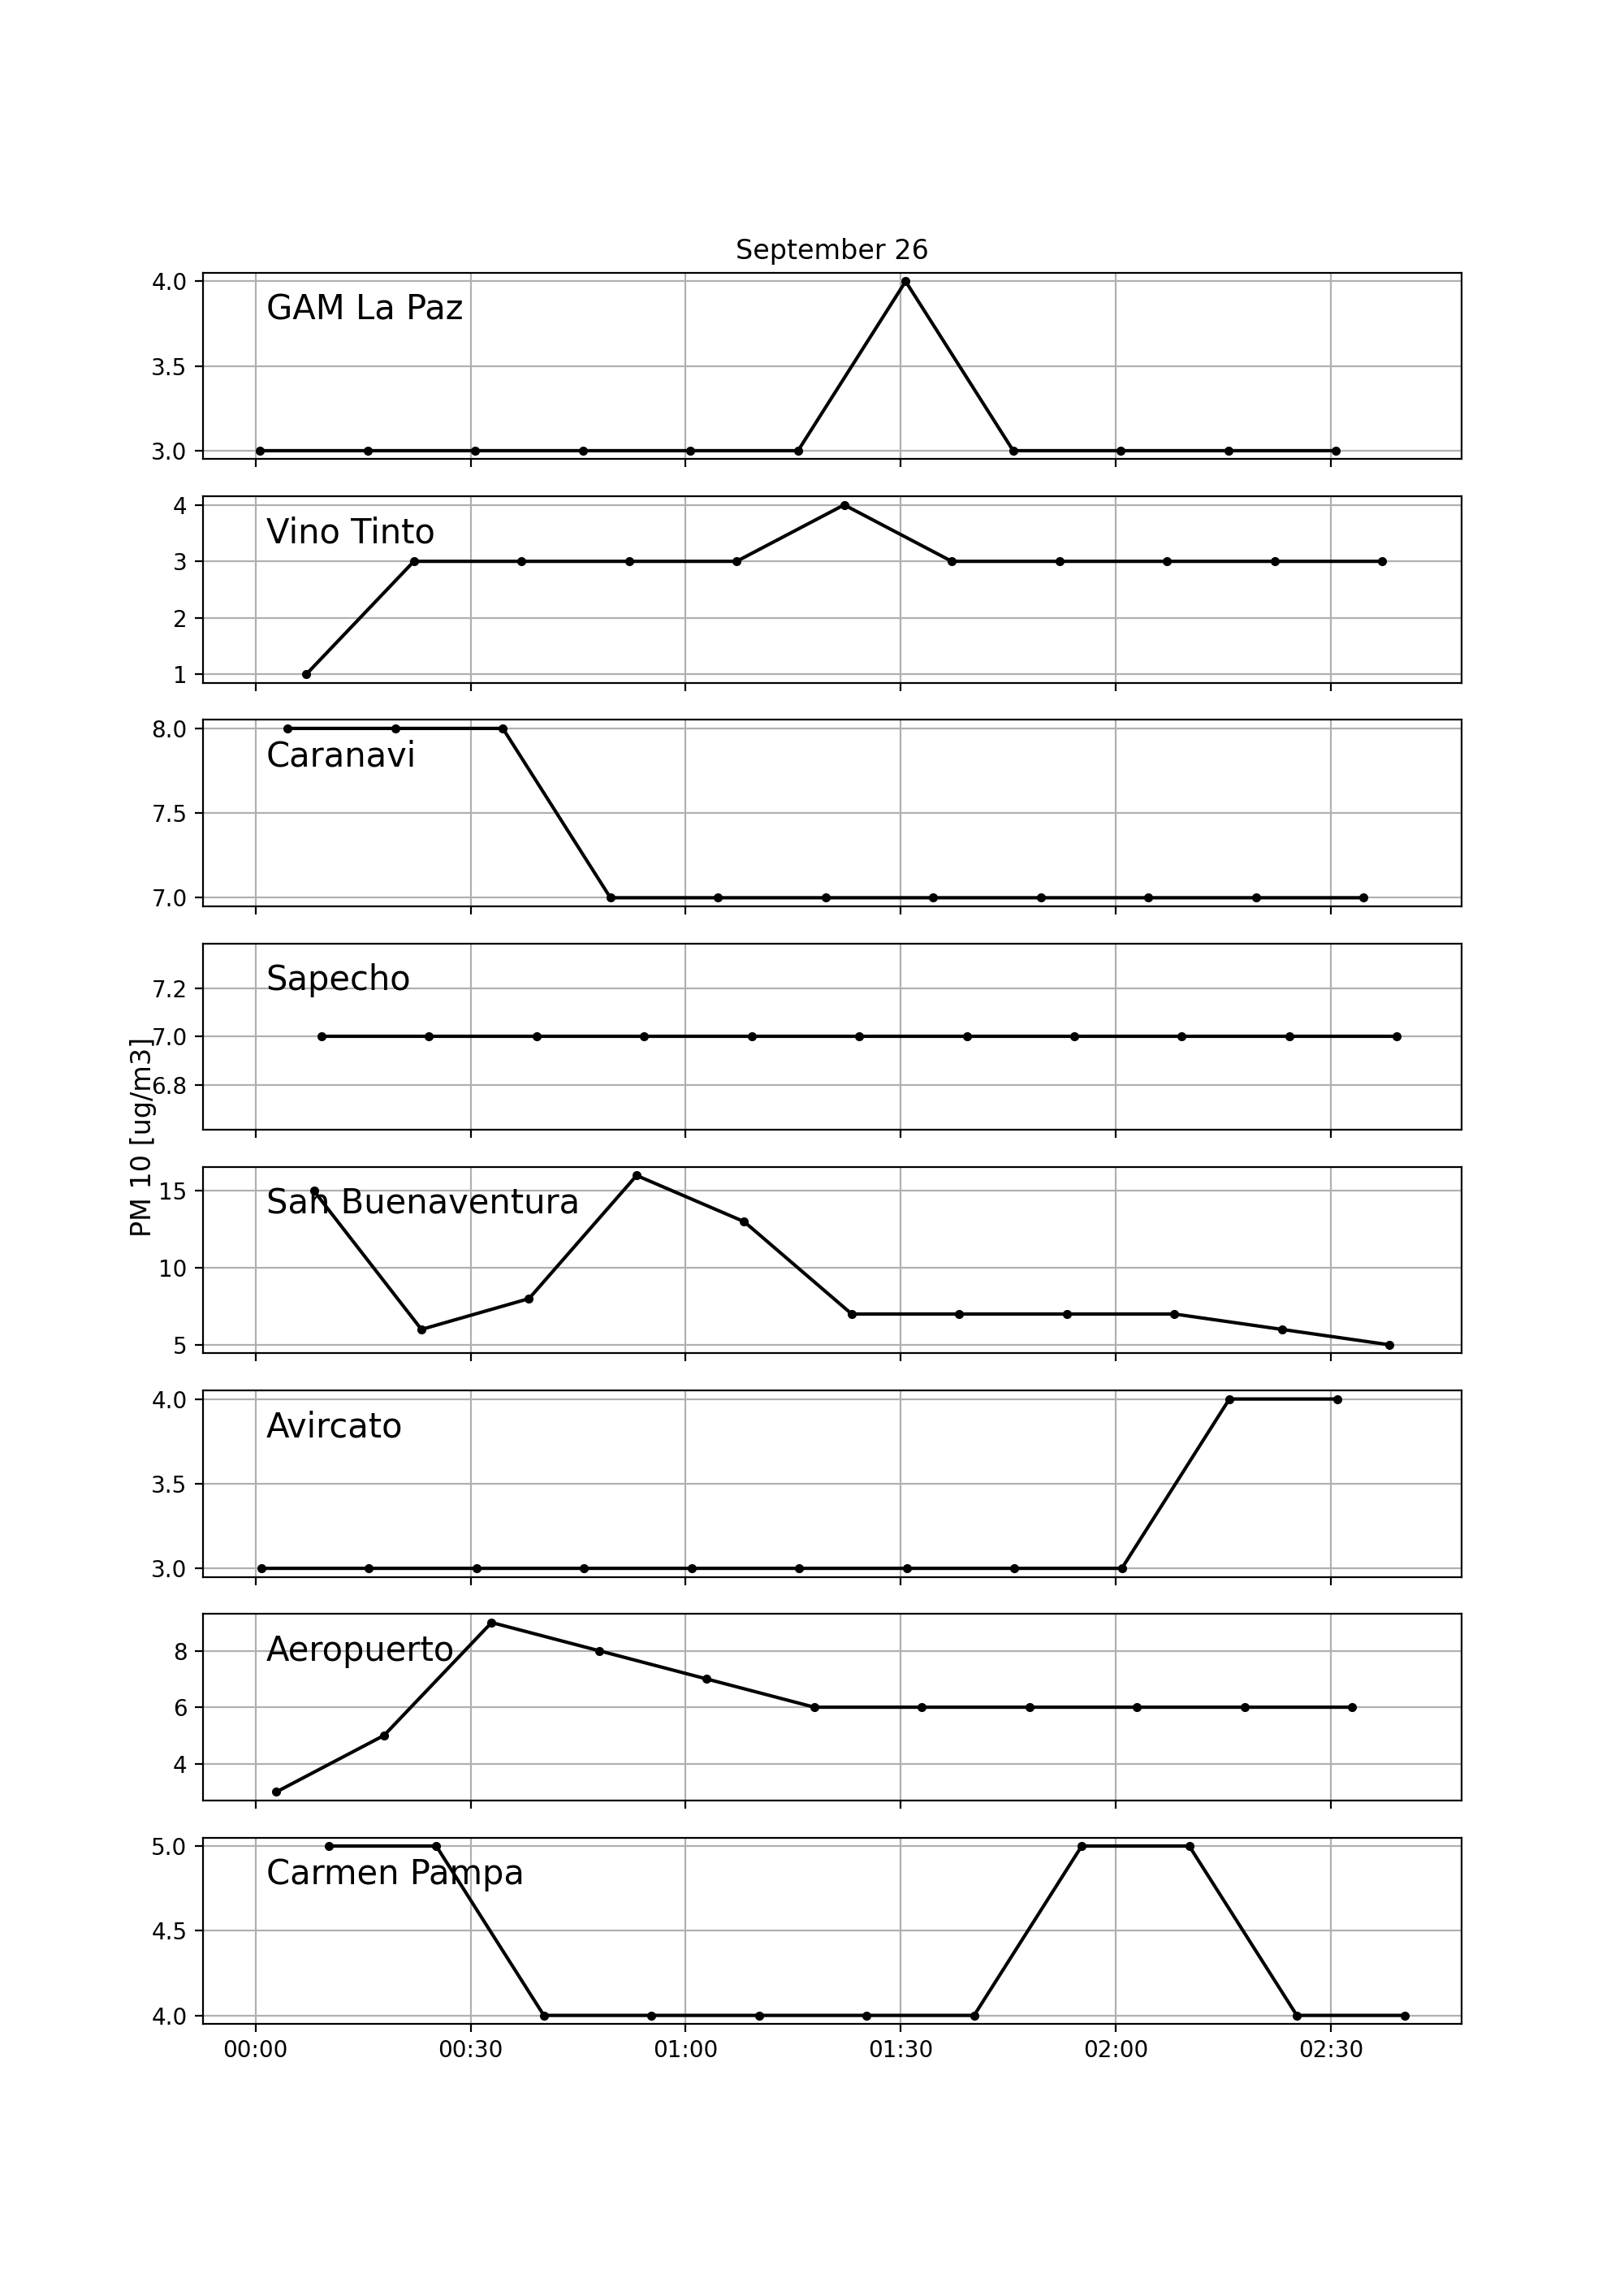 September 26
4.0
GAM La Paz
3.5
3.0
4
Vino Tinto
3
2
1
8.0
Caranavi
7.5
7.0
Sapecho
7.2
7.0
6.8
PM 10 [ug/m3]
15
San Buenaventura
10
5
4.0
Avircato
3.5
3.0
Aeropuerto
8
6
4
5.0
Carmen Pampa
4.5
4.0
00:00 00:30 01:00 01:30 02:00 02:30